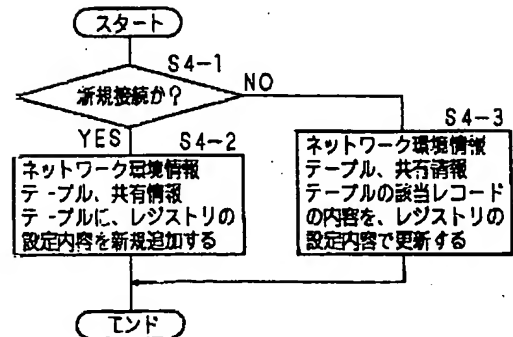 スタート
S4-1
新規接続か?
NO
YES
S4-2
S4-3
ネットワーク環境情報
テーブル、共有情報
テーブルに、レジストリの
設定内容を新規追加する
ネットワーク環境情報
テーブル、共有情報
テーブルの該当レコード
の内容を、レジストリの
設定内容で更新する
エンド